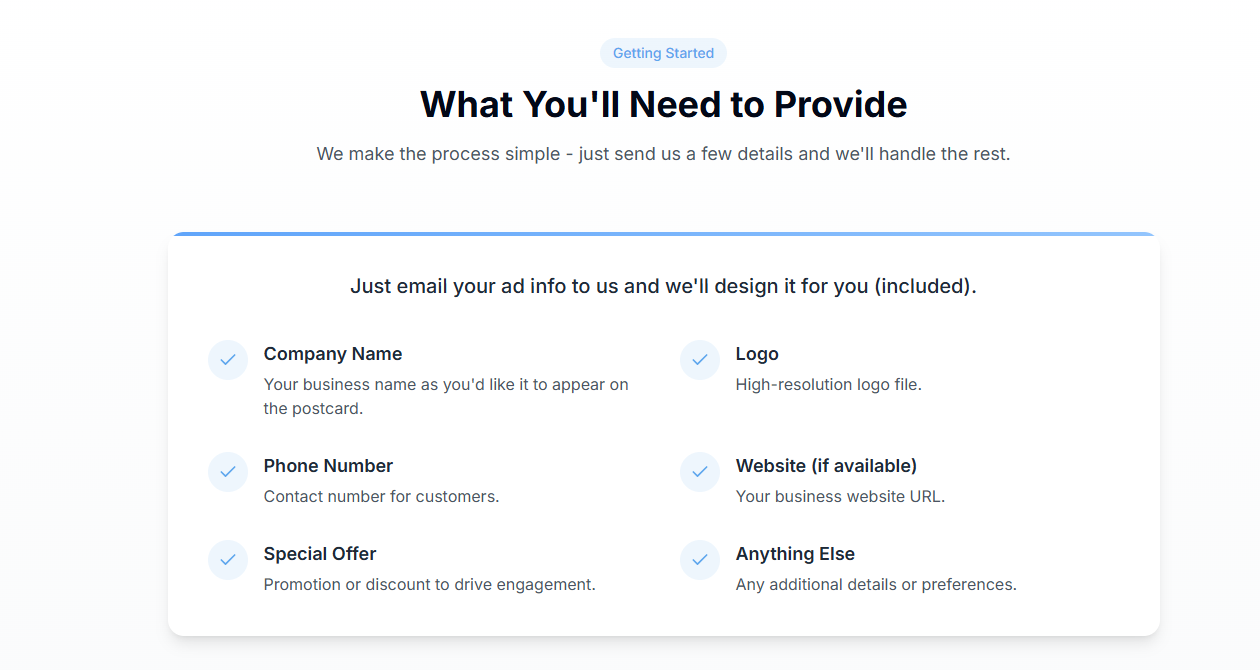 Getting Started
What You'll Need to Provide
We make the process simple - just send us a few details and we'll handle the rest.
Just email your ad info to us and we'll design it for you (included).
Company Name
Your business name as you'd like it to appear on
the postcard.
Logo
High-resolution logo file.
Phone Number
Contact number for customers.
Website (if available)
Your business website URL.
Special Offer
Promotion or discount to drive engagement.
Anything Else
Any additional details or preferences.